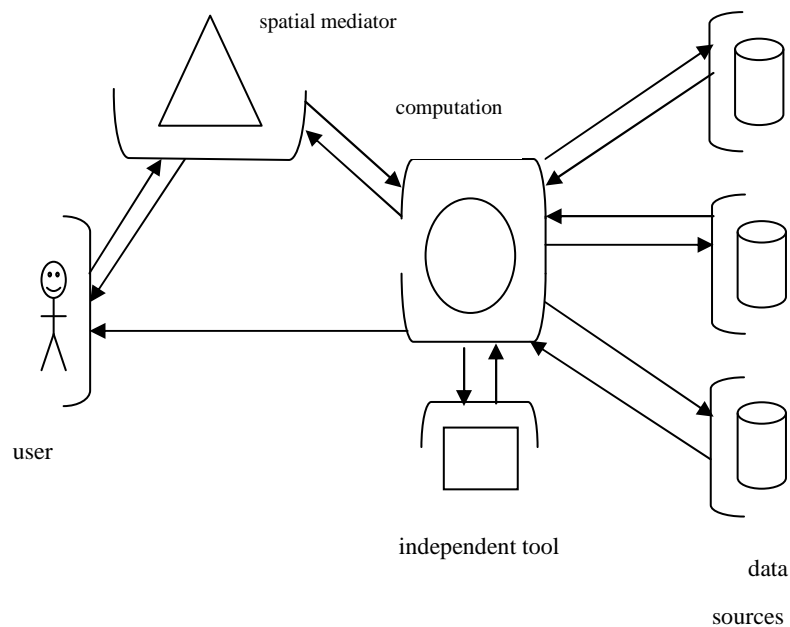 spatial mediator
computation
user
independent tool
data
sources